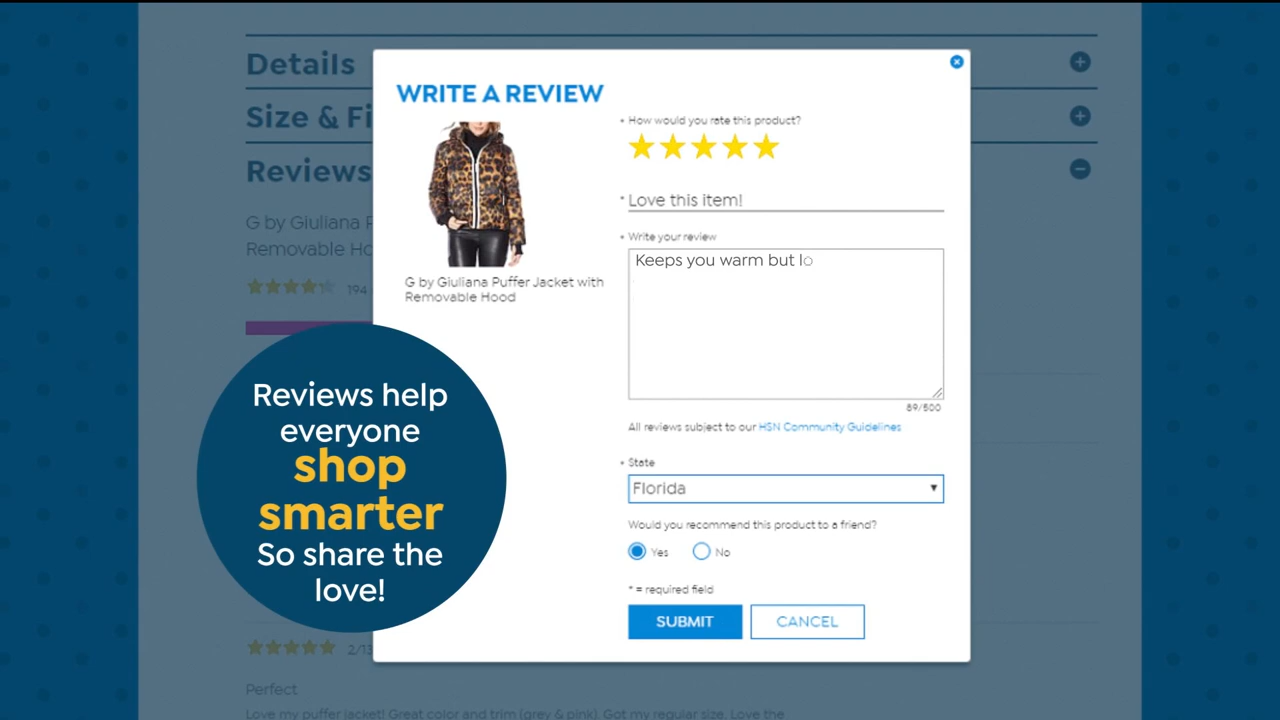 Details
Size & Fi
Reviews
G by Giuliana
Removable
194
WRITE A REVIEW
G by Giuliana Puffer Jacket with
Removable Hood
* How would you rate this product?
* Love this item!
* Write your review
Keeps you warm but lo
89/500
All reviews subject to our HSN Community Guidelines
* State
Florida
Would you recommend this product to a friend?
Yes No
* = required field
SUBMIT CANCEL
Reviews help
everyone
shop
smarter
So share the
love!
2/13
Perfect
Love my puffer jacket! Great color and trim (grey & pink). Got my regular size. Love the